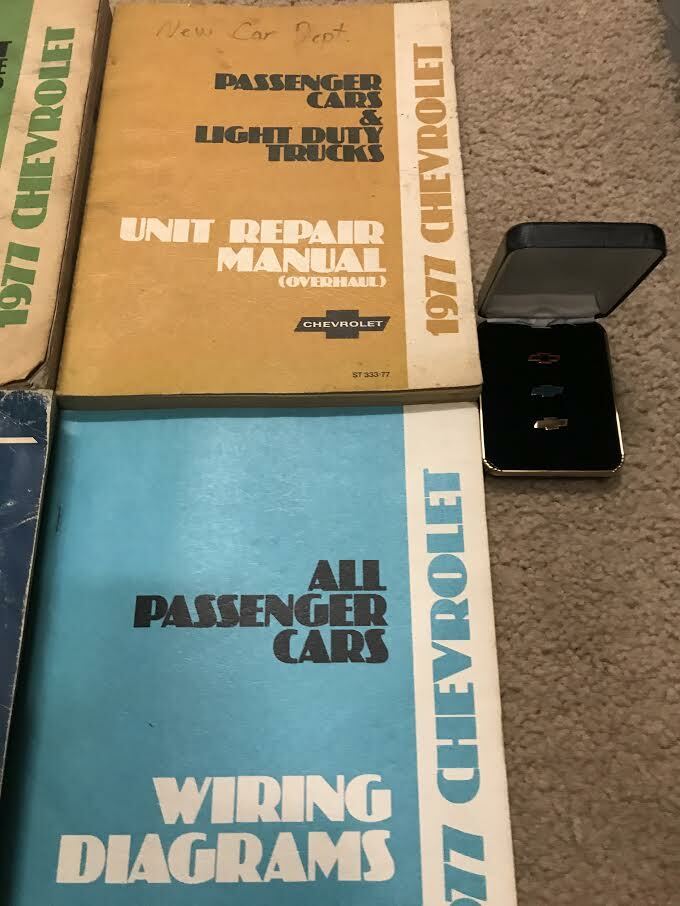 1977 CHEVROLET
New Car Dept.
PASSENGER
CARS
&
LIGHT DUTY
TRUCKS
UNIT REPAIR
MANUAL
(OVERHAUL)
CHEVROLET
ST 333-77
1977 CHEVROLET
ALL
PASSENGER
CARS
WIRING
DIAGRAMS
77 CHEVROLET